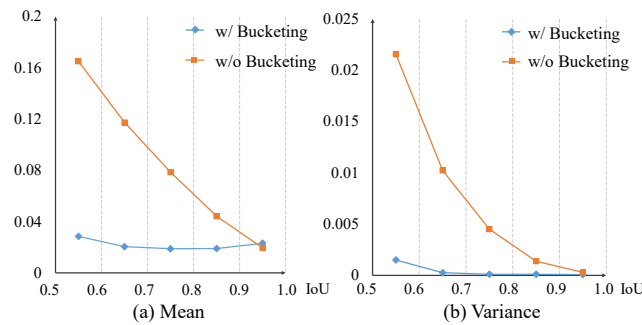 0.2
0.16
0.12
0.08
0.04
0
w/ Bucketing
w/o Bucketing
0.5 0.6 0.7 0.8 0.9 1.0 IoU
(a) Mean
0.025
0.02
0.015
0.01
0.005
0
w/ Bucketing
w/o Bucketing
0.5 0.6 0.7 0.8 0.9 1.0 IoU
(b) Variance